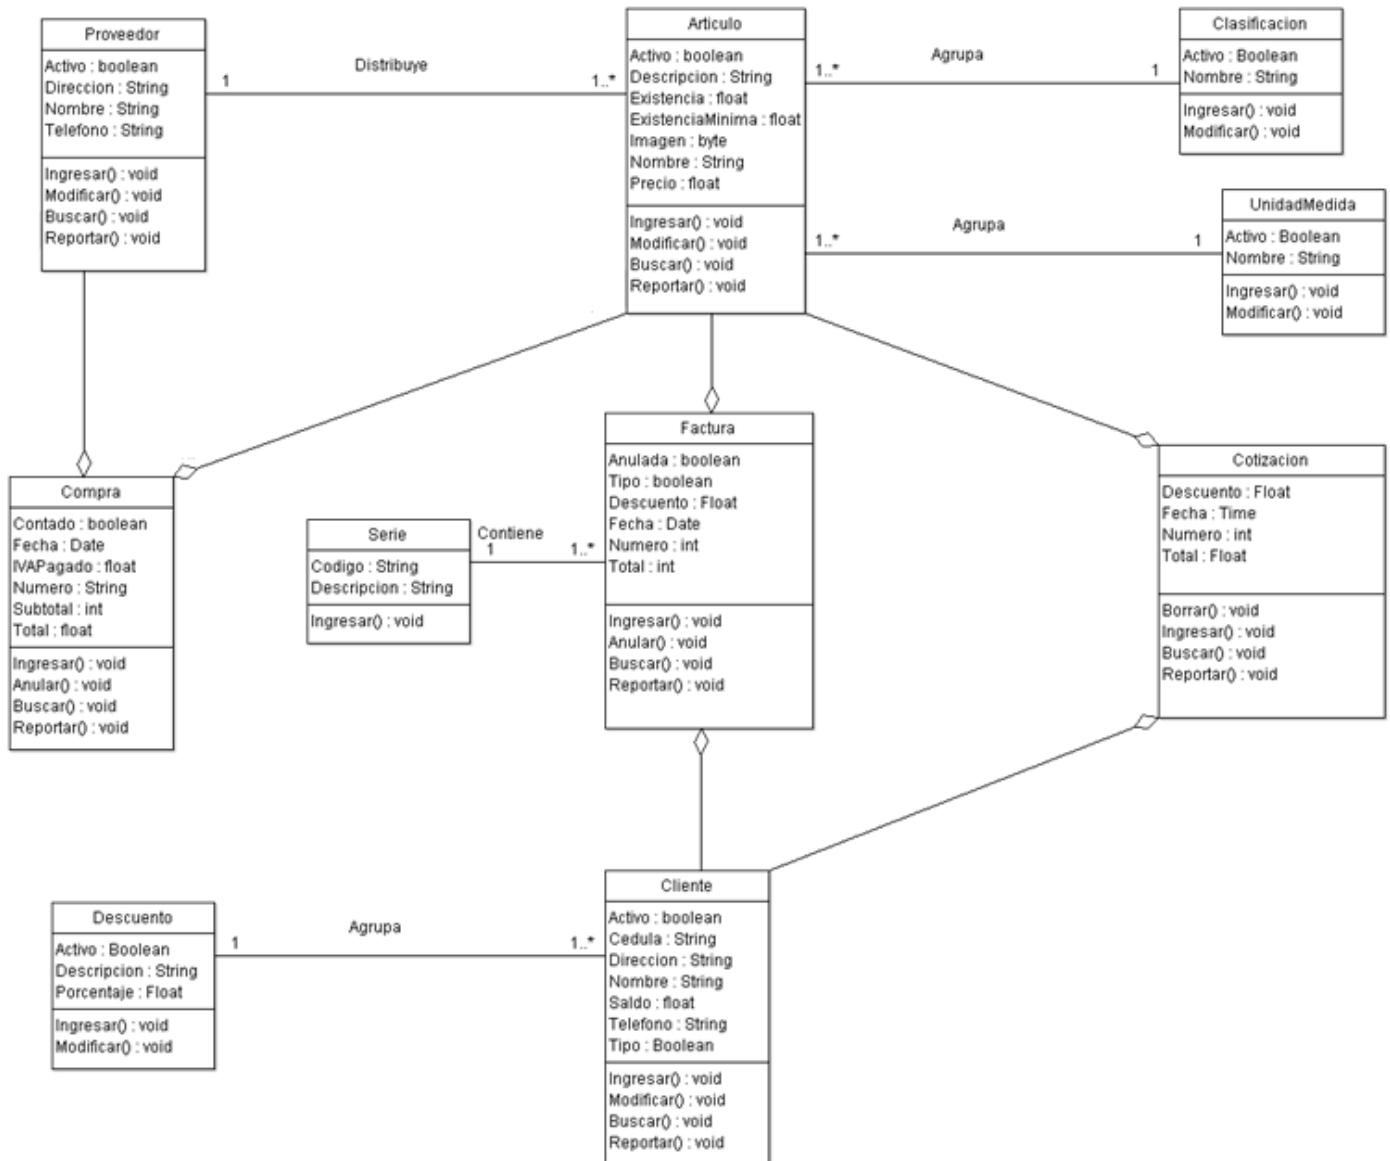 Proveedor
Activo : boolean
Direccion : String
Nombre : String
Telefono : String
Ingresar() : void
Modificar() : void
Buscar() : void
Reportar() : void
Distribuye
1
1..*
Articulo
Activo : boolean
Descripcion : String
Existencia : float
ExistenciaMinima : float
Imagen : byte
Nombre : String
Precio : float
Ingresar() : void
Modificar() : void
Buscar() : void
Reportar() : void
Agrupa
1..*
1
Clasificacion
Activo : Boolean
Nombre : String
Ingresar() : void
Modificar() : void
Agrupa
1..*
1
UnidadMedida
Activo : Boolean
Nombre : String
Ingresar() : void
Modificar() : void
Compra
Contado : boolean
Fecha : Date
IVAPagado : float
Numero : String
Subtotal : int
Total : float
Ingresar() : void
Anular() : void
Buscar() : void
Reportar() : void
Serie
Codigo : String
Descripcion : String
Ingresar() : void
Contiene
1
1..*
Factura
Anulada : boolean
Tipo : boolean
Descuento : Float
Fecha : Date
Numero : int
Total : int
Ingresar() : void
Anular() : void
Buscar() : void
Reportar() : void
Cotizacion
Descuento : Float
Fecha : Time
Numero : int
Total : Float
Borrar() : void
Ingresar() : void
Buscar() : void
Reportar() : void
Descuento
Activo : Boolean
Descripcion : String
Porcentaje : Float
Ingresar() : void
Modificar() : void
Agrupa
1
1..*
Cliente
Activo : boolean
Cedula : String
Direccion : String
Nombre : String
Saldo : float
Telefono : String
Tipo : Boolean
Ingresar() : void
Modificar() : void
Buscar() : void
Reportar() : void